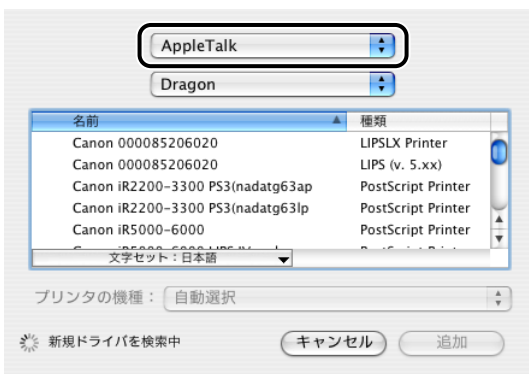 AppleTalk
Dragon
名前 種類
Canon 000085206020 LIPSLX Printer
Canon 000085206020 LIPS (v. 5.xx)
Canon iR2200-3300 PS3(nadatg63ap PostScript Printer
Canon iR2200-3300 PS3(nadatg63lp PostScript Printer
Canon iR5000-6000 PostScript Printer
文字セット：日本語
プリンタの機種： 自動選択
新規ドライバを検索中 キャンセル 追加